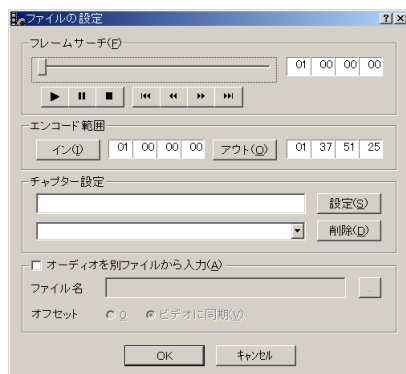 ファイルの設定
フレームサーチ(F)
01 00 00 00
エンコード範囲
イン(I) 01 00 00 00 アウト(O) 01 37 51 25
チャプター設定
設定(S)
削除(D)
オーディオを別ファイルから入力(A)
ファイル名 ...
オフセット 0 ビデオに同期(V)
OK キャンセル